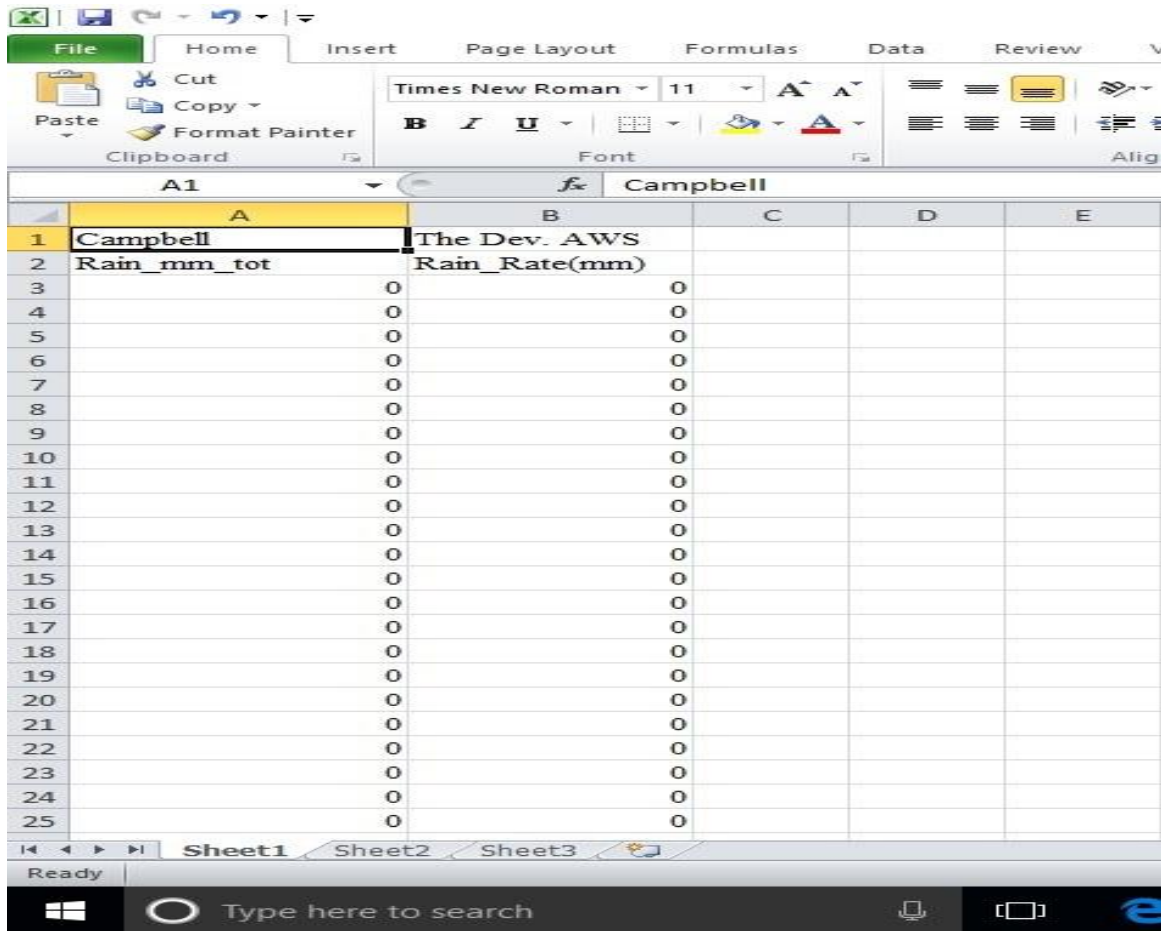 File Home Insert Page Layout Formulas Data Review
Cut
Copy
Paste
Format Painter
Clipboard
Times New Roman 11
A A
B I U A
Font
Alig
A1 fx Campbell
A B C D E
1 Campbell The Dev. AWS
2 Rain_mm_tot Rain_Rate(mm)
3 0 0
4 0 0
5 0 0
6 0 0
7 0 0
8 0 0
9 0 0
10 0 0
11 0 0
12 0 0
13 0 0
14 0 0
15 0 0
16 0 0
17 0 0
18 0 0
19 0 0
20 0 0
21 0 0
22 0 0
23 0 0
24 0 0
25 0 0
Sheet1 Sheet2 Sheet3
Ready
Type here to search